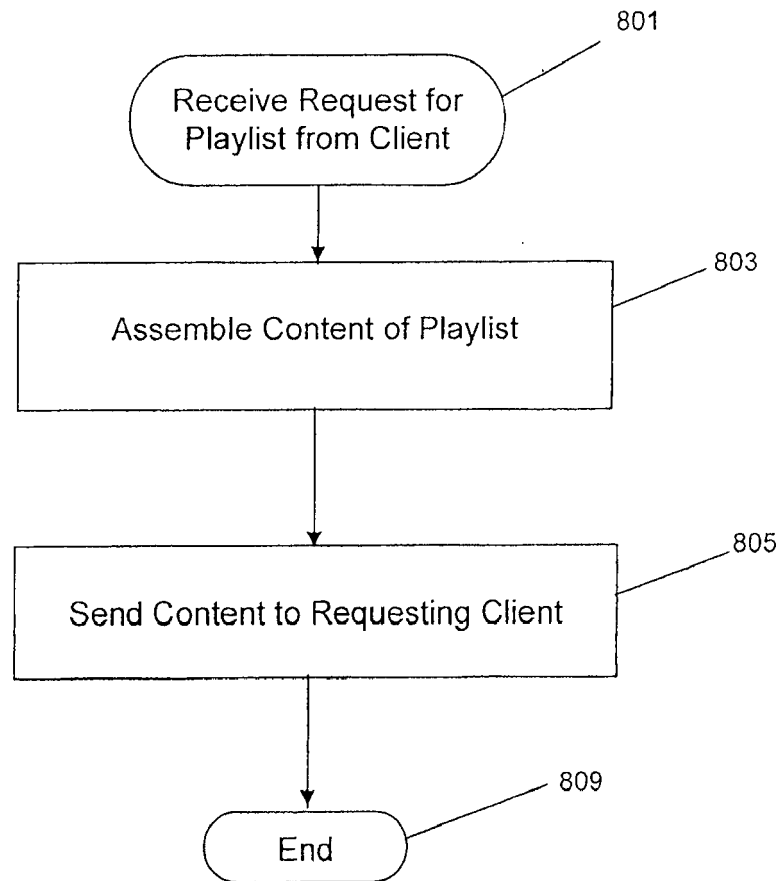 801
Receive Request for
Playlist from Client
803
Assemble Content of Playlist
805
Send Content to Requesting Client
809
End